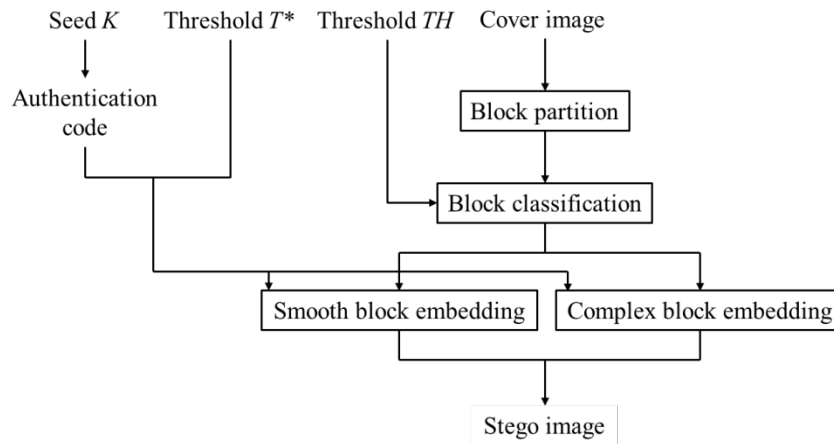 Seed K
Threshold T*
Threshold TH
Cover image
Authentication
code
Block partition
Block classification
Smooth block embedding
Complex block embedding
Stego image